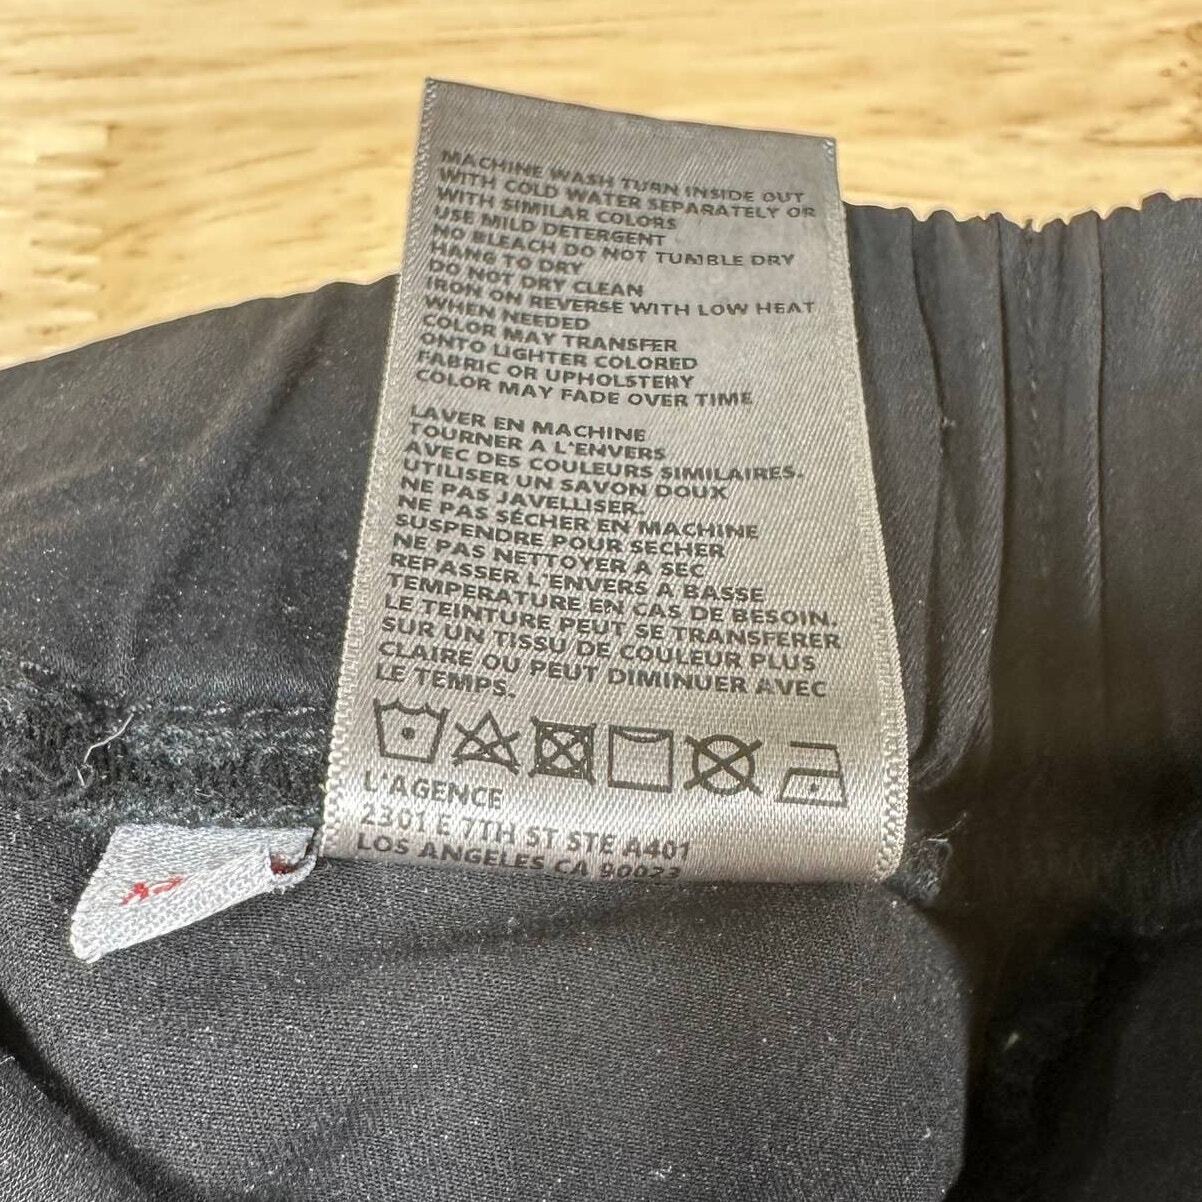 MACHINE WASH TURN INSIDE OUT
WITH COLD WATER SEPARATELY OR
WITH SIMILAR COLORS
USE MILD DETERGENT
NO BLEACH DO NOT TUMBLE DRY
HANG TO DRY
DO NOT DRY CLEAN
IRON ON REVERSE WITH LOW HEAT
WHEN NEEDED
COLOR MAY TRANSFER
ONTO LIGHTER COLORED
FABRIC OR UPHOLSTERY
COLOR MAY FADE OVER TIME
LAVER EN MACHINE
TOURNER A L'ENVERS
AVEC DES COULEURS SIMILAIRES.
UTILISER UN SAVON DOUX
NE PAS JAVELLISER.
NE PAS SÉCHER EN MACHINE
SUSPENDRE POUR SECHER
NE PAS NETTOYER A SEC
REPASSER L'ENVERS A BASSE
TEMPERATURE EN CAS DE BESOIN.
LE TEINTURE PEUT SE TRANSFERER
SUR UN TISSU DE COULEUR PLUS
CLAIRE OU PEUT DIMINUER AVEC
LE TEMPS.
L'AGENCE
2301 E 7TH ST STE A401
LOS ANGELES CA 90023